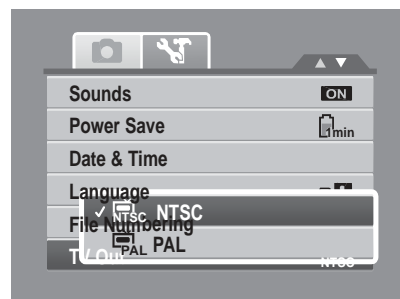 Sounds ON
Power Save 1min
Date & Time
Language
NTSC NTSC
File Numbering
PAL PAL
TV Out NTSC